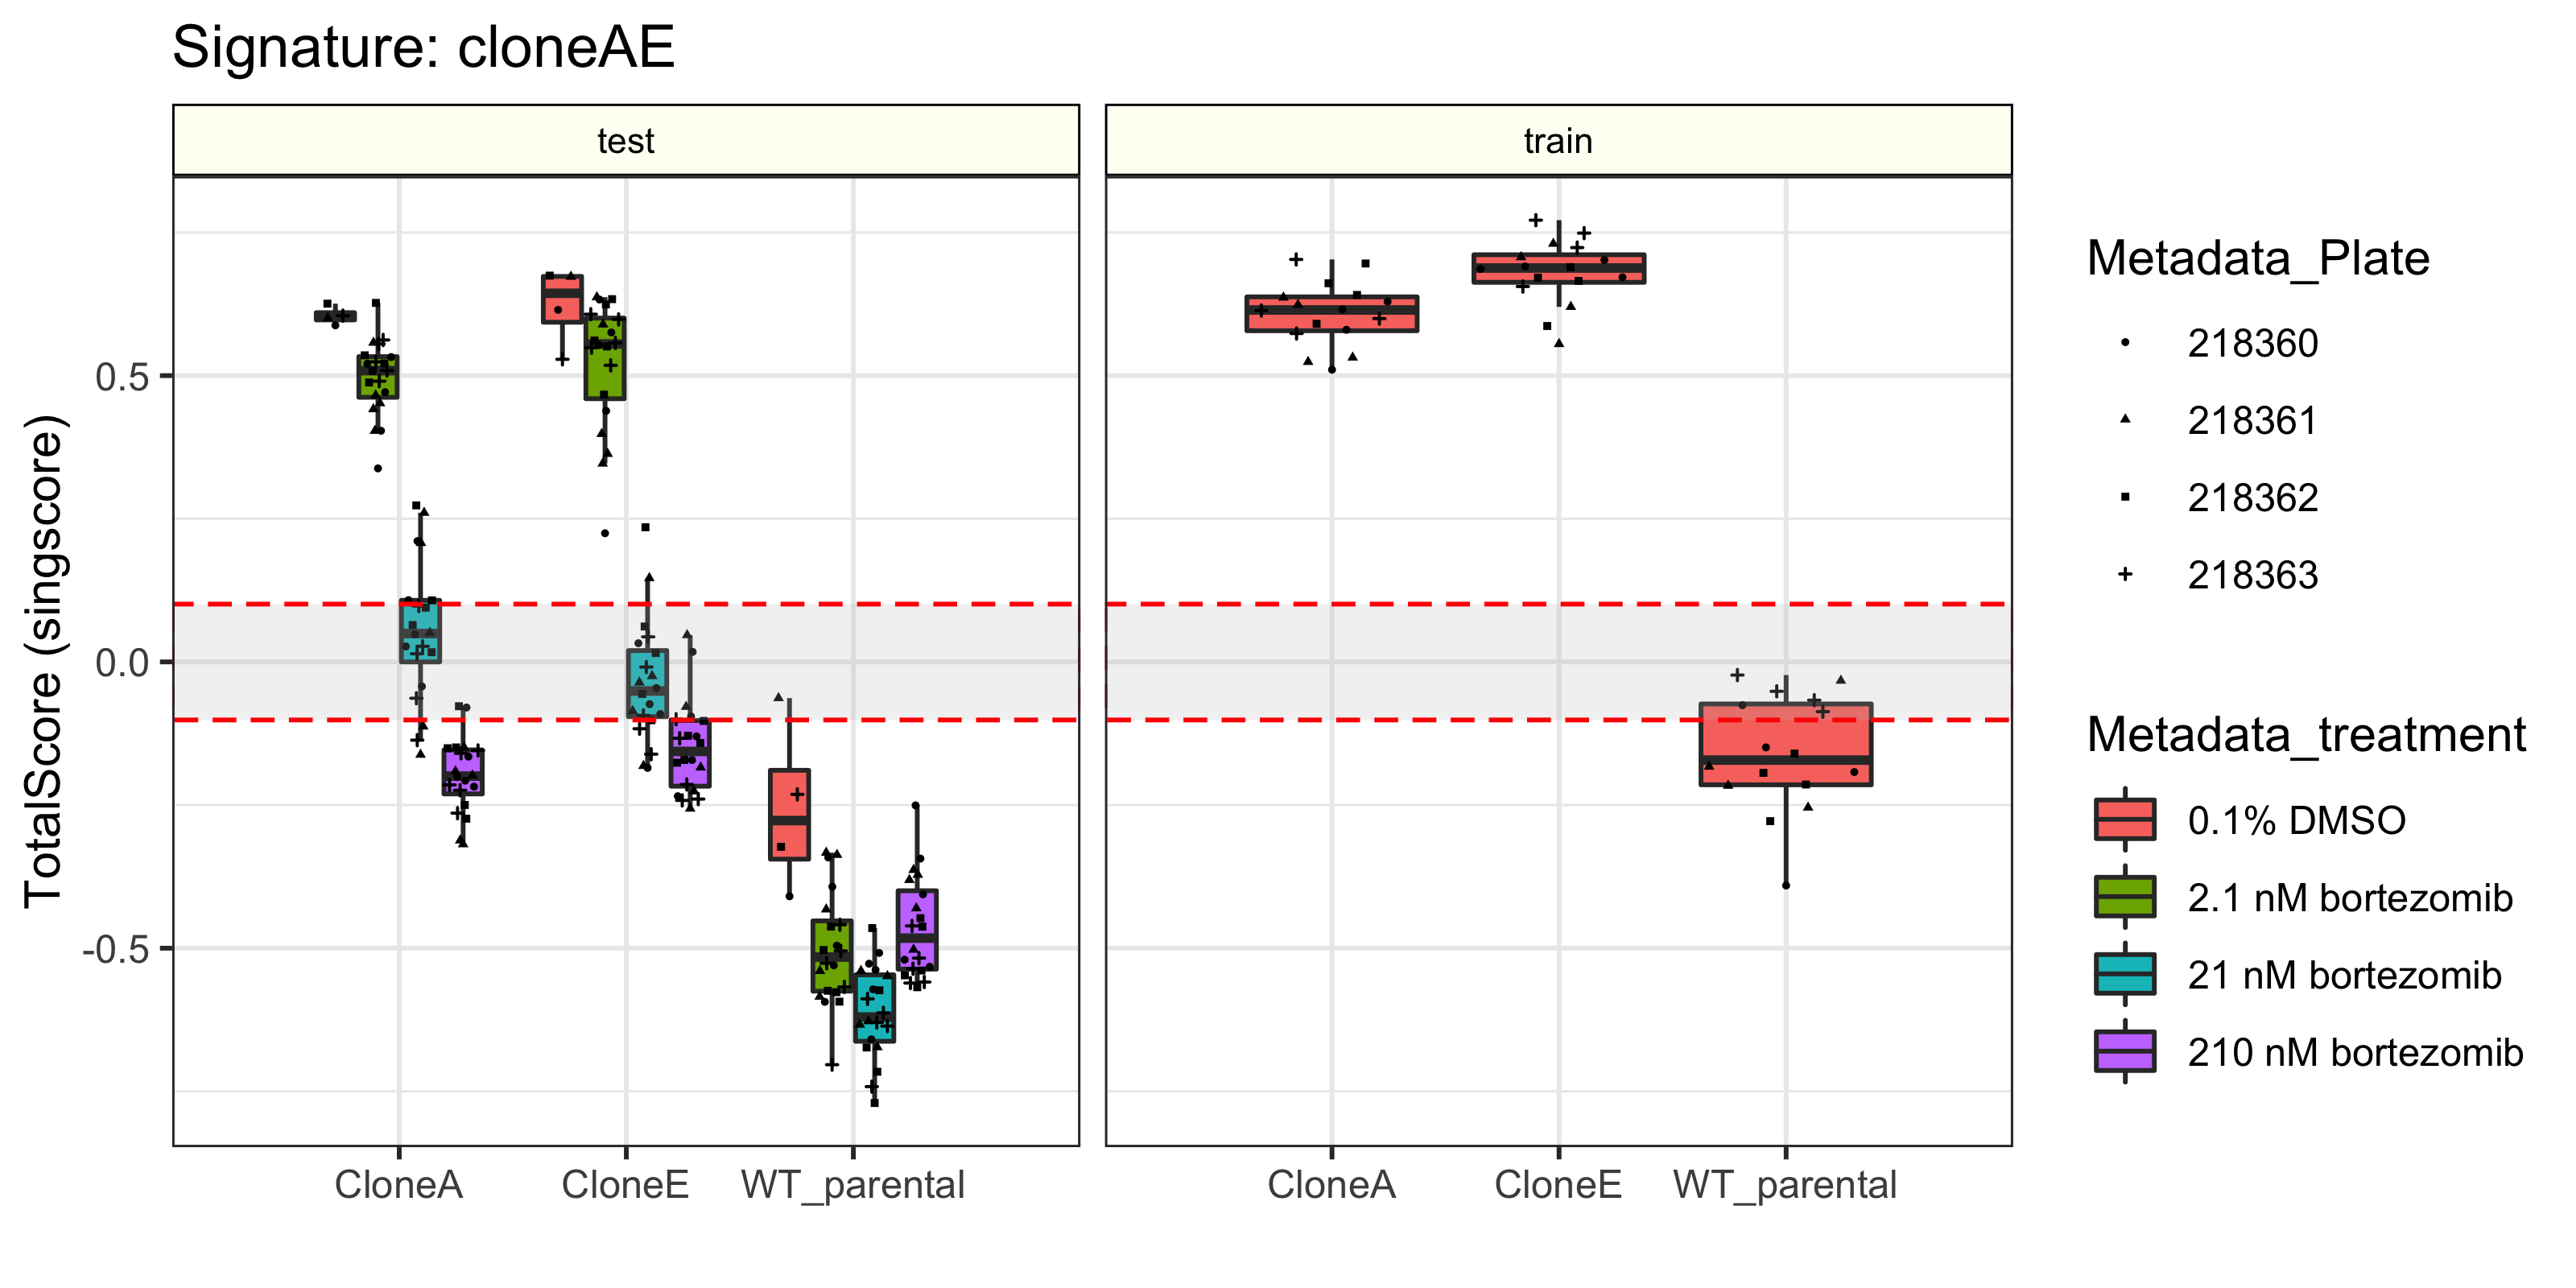 Signature: cloneAE
test
train
TotalScore (singscore)
0.5
0.0
-0.5
CloneA
CloneE
WT_parental
CloneA
CloneE
WT_parental
Metadata_Plate
218360
218361
218362
218363
Metadata_treatment
0.1% DMSO
2.1 nM bortezomib
21 nM bortezomib
210 nM bortezomib